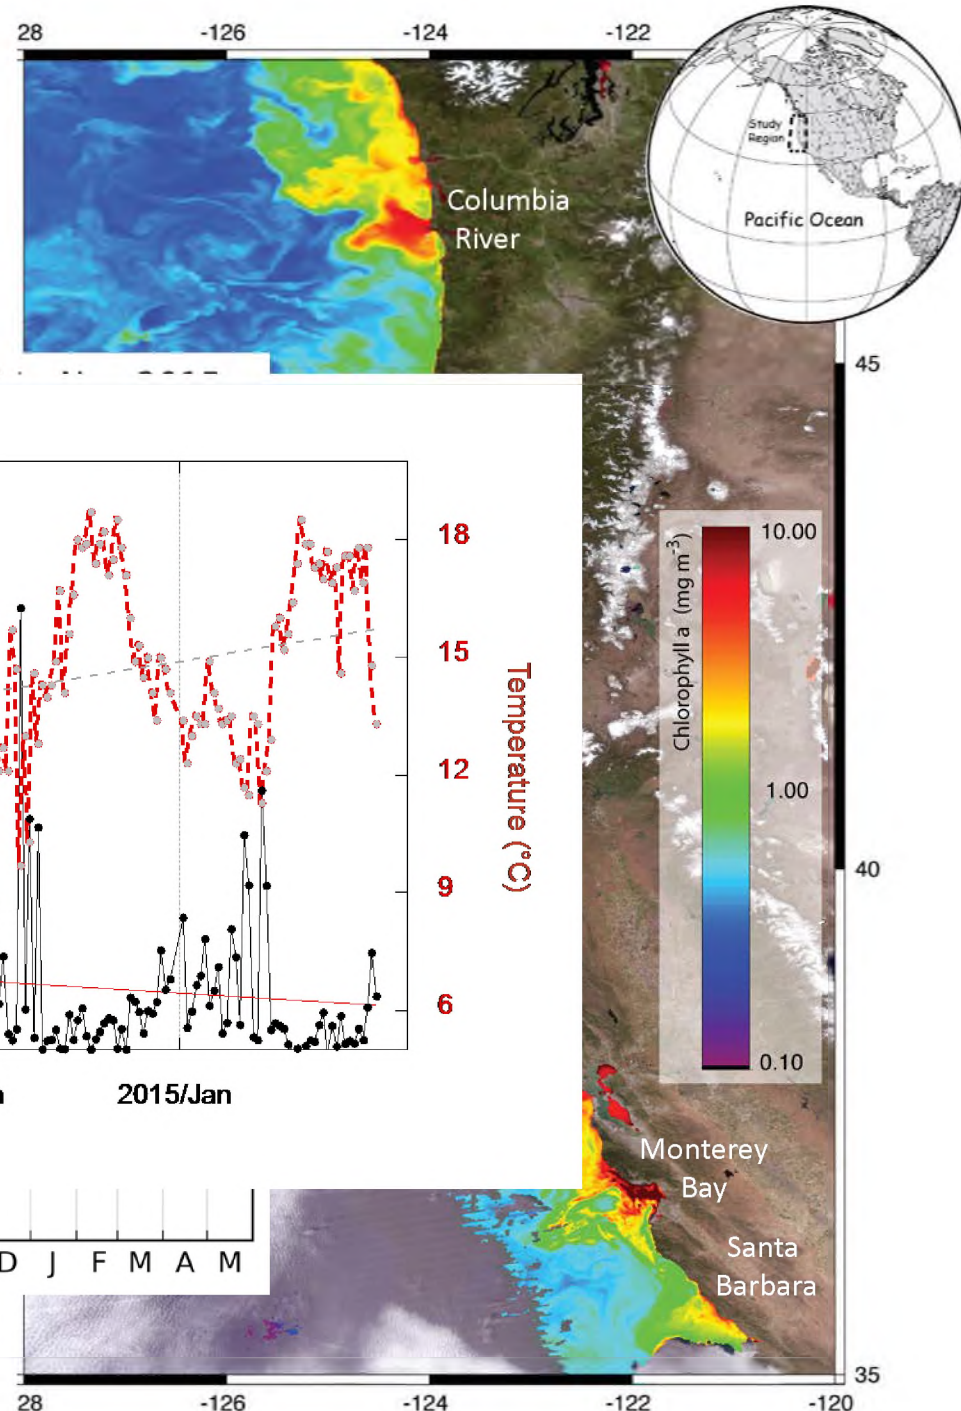 28 -126 -124 -122
Study
Region
Pacific Ocean
Columbia
River
45
18
15
12
9
6
Temperature (°C)
2015/Jan
Chlorophyll a (mg m-3)
10.00
1.00
0.10
40
Monterey
Bay
Santa
Barbara
D J F M A M
35
28 -126 -124 -122 -120